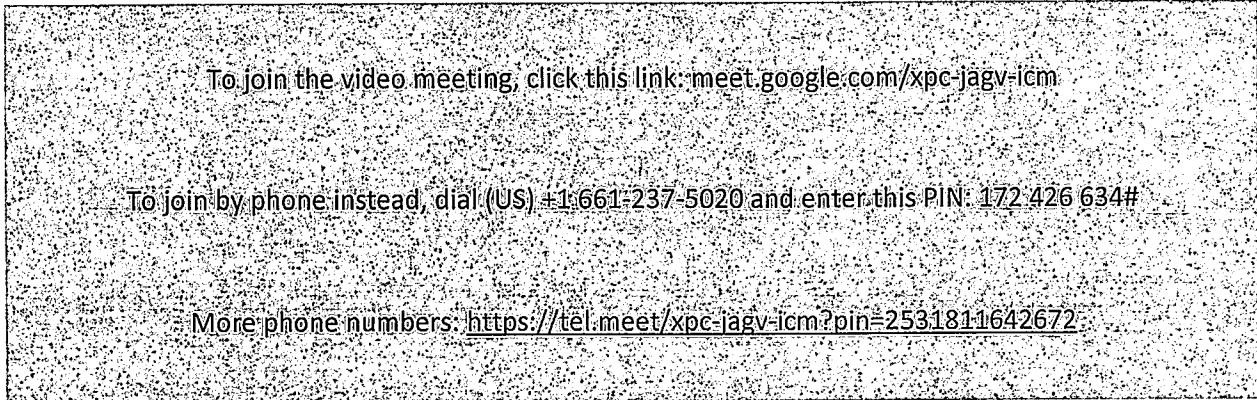 To join the video meeting, click this link: meet.google.com/xpc-jagv-icm
To join by phone instead, dial (US) +1 661-237-5020 and enter this PIN: 172 426 634#
More phone numbers: https://tel.meet/xpc-jagv-icm?pin=2531811642672